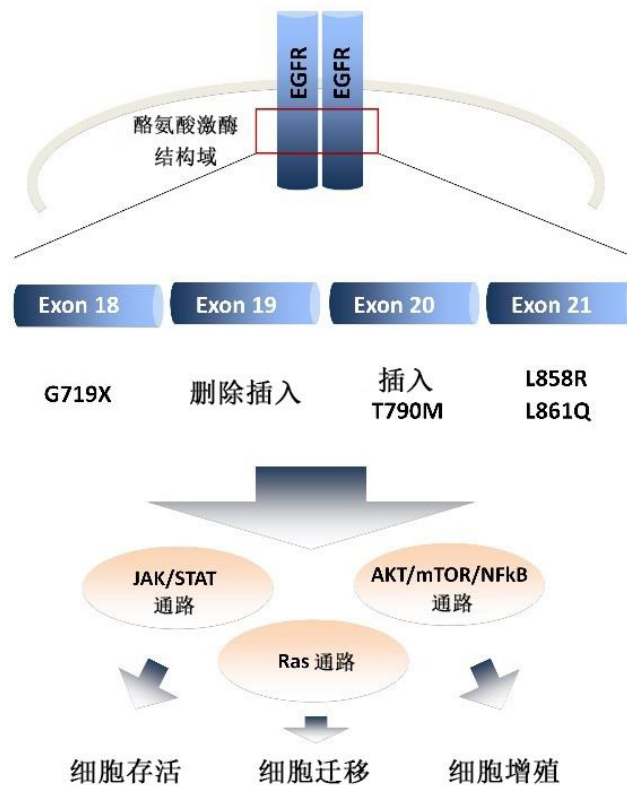 EGFR
EGFR
酪氨酸激酶
结构域
Exon 18
Exon 19
Exon 20
Exon 21
G719X
删除插入
插入
T790M
L858R
L861Q
JAK/STAT
通路
AKT/mTOR/NFkB
通路
Ras 通路
细胞存活
细胞迁移
细胞增殖